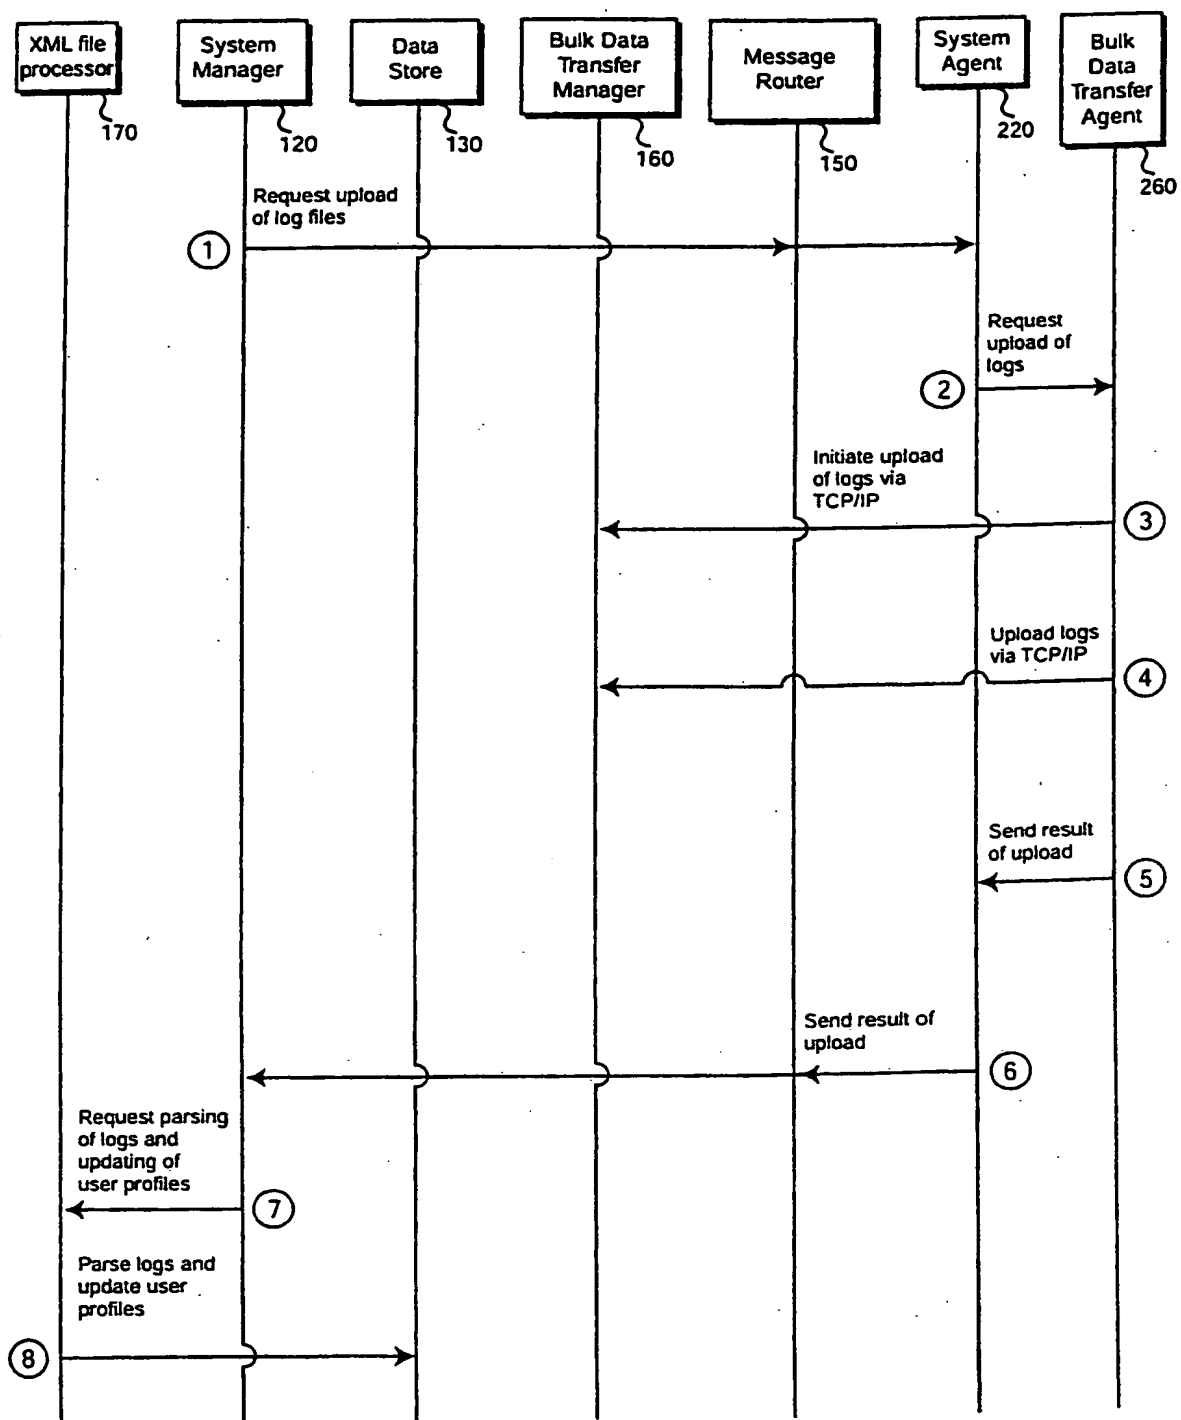 XML file
processor
170
System
Manager
120
Data
Store
130
Bulk Data
Transfer
Manager
160
Message
Router
150
System
Agent
220
Bulk
Data
Transfer
Agent
260
Request upload
of log files
1
Request
upload of
logs
2
Initiate upload
of logs via
TCP/IP
3
Upload logs
via TCP/IP
4
Send result
of upload
5
Send result of
upload
6
Request parsing
of logs and
updating of
user profiles
7
Parse logs and
update user
profiles
8